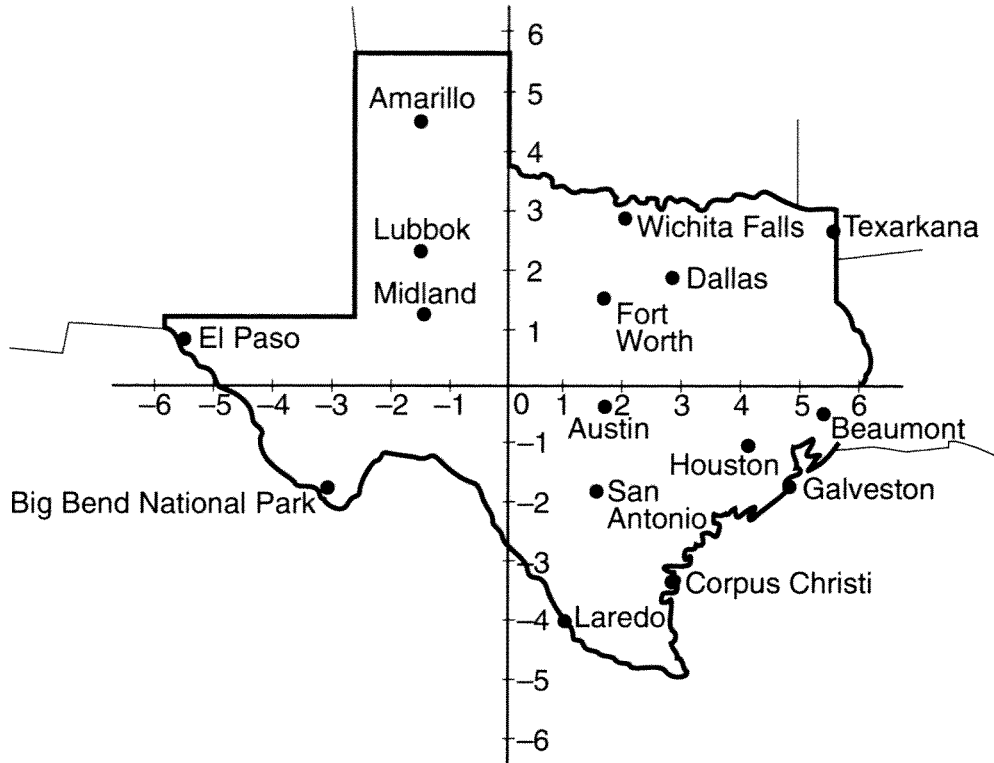 6
Amarillo
5
4
3
Lubbok
Wichita Falls
Texarkana
2
Dallas
Midland
Fort
Worth
1
El Paso
–6 –5 –4 –3 –2 –1 0 1 2 3 4 5 6
Austin
Beaumont
–1
Houston
Big Bend National Park
–2
San
Antonio
Galveston
–3
Corpus Christi
–4
Laredo
–5
–6